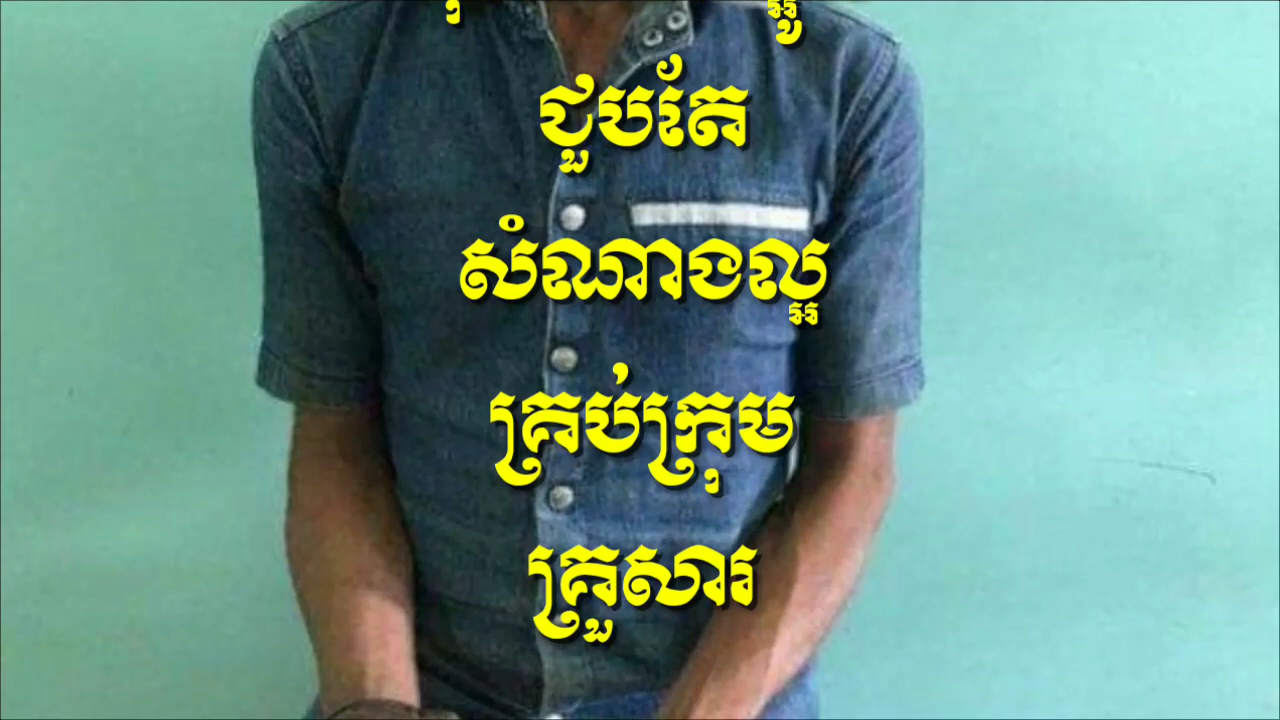 ជួបតែ
សំណាងល្អ
គ្រប់ក្រុម
គ្រួសារ